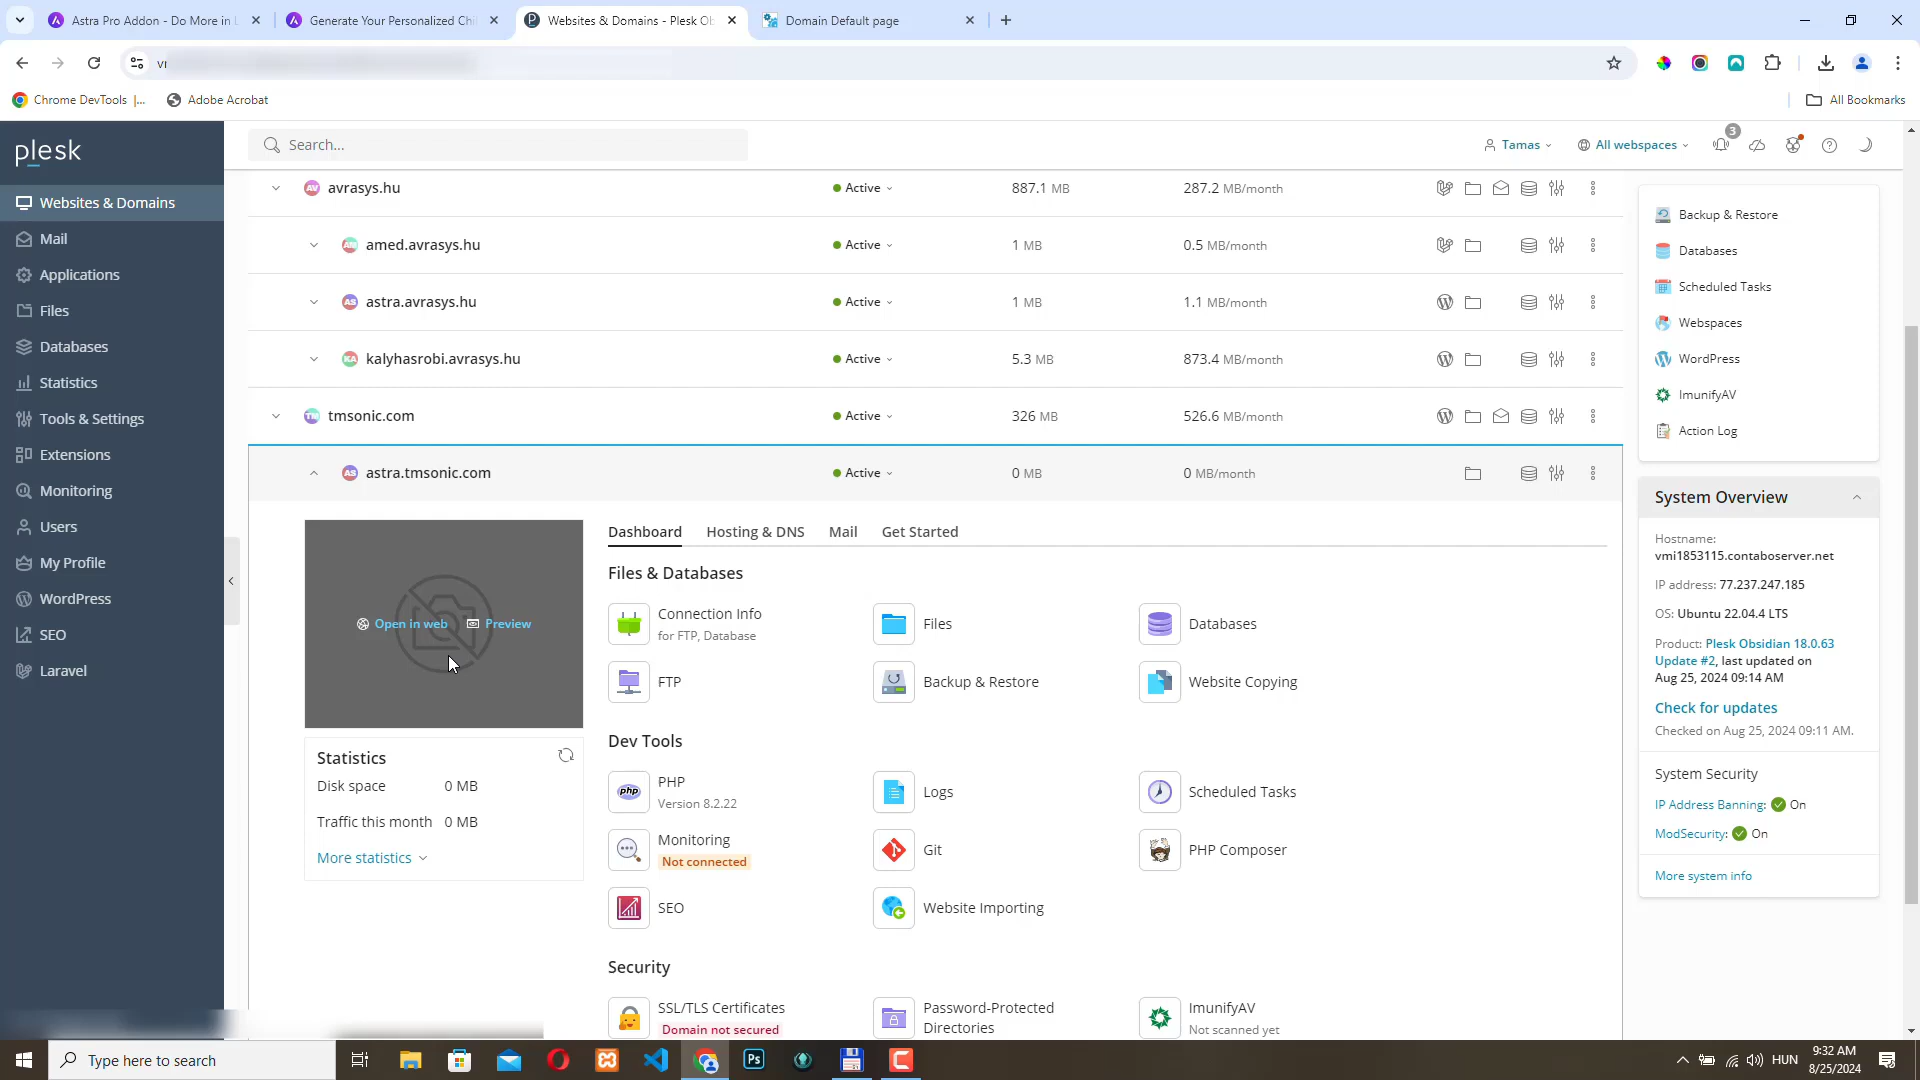 Astra Pro Addon - Do More in L
Generate Your Personalized Chi
Websites & Domains - Plesk Ob
Domain Default page
Chrome DevTools |...
Adobe Acrobat
All Bookmarks
plesk
Search...
Tamas
All webspaces
3
Websites & Domains
Mail
Applications
Files
Databases
Statistics
Tools & Settings
Extensions
Monitoring
Users
My Profile
WordPress
SEO
Laravel
AV avrasys.hu Active 887.1 MB 287.2 MB/month
amed.avrasys.hu Active 1 MB 0.5 MB/month
AS astra.avrasys.hu Active 1 MB 1.1 MB/month
KA kalyhasrobi.avrasys.hu Active 5.3 MB 873.4 MB/month
TM tmsonic.com Active 326 MB 526.6 MB/month
AS astra.tmsonic.com Active 0 MB 0 MB/month
Open in web Preview
Statistics
Disk space 0 MB
Traffic this month 0 MB
More statistics
Dashboard Hosting & DNS Mail Get Started
Files & Databases
Connection Info
for FTP, Database
Files
Databases
FTP
Backup & Restore
Website Copying
Dev Tools
php
PHP
Version 8.2.22
Logs
Scheduled Tasks
Monitoring
Not connected
Git
PHP Composer
SEO
Website Importing
Security
SSL/TLS Certificates
Domain not secured
Password-Protected
Directories
ImunifyAV
Not scanned yet
Backup & Restore
Databases
Scheduled Tasks
Webspaces
WordPress
ImunifyAV
Action Log
System Overview
Hostname:
vmi1853115.contaboserver.net
IP address: 77.237.247.185
OS: Ubuntu 22.04.4 LTS
Product: Plesk Obsidian 18.0.63
Update #2, last updated on
Aug 25, 2024 09:14 AM
Check for updates
Checked on Aug 25, 2024 09:11 AM.
System Security
IP Address Banning: On
ModSecurity: On
More system info
Type here to search
Ps
HUN
9:32 AM
8/25/2024